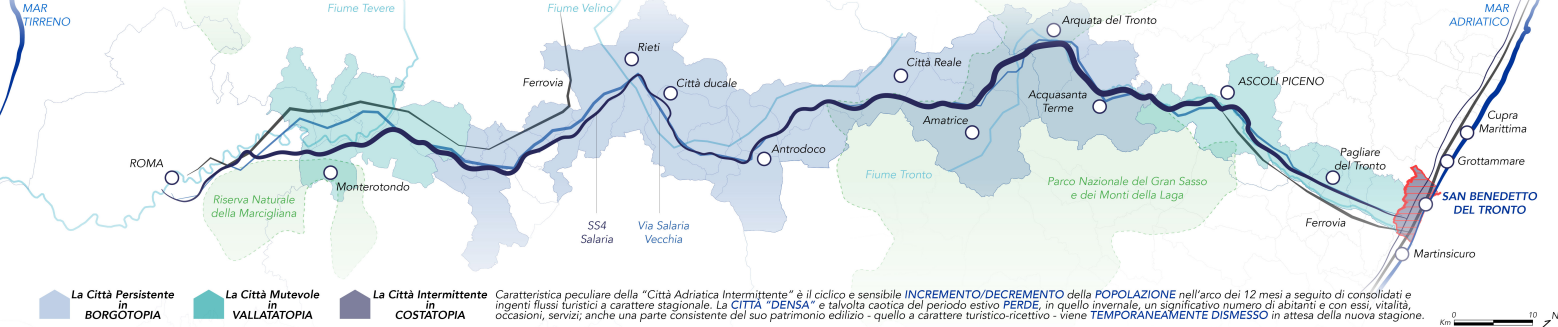 MAR
TIRRENO
Fiume Tevere
Fiume Velino
Rieti
Ferrovia
Città ducale
Città Reale
Arquata del Tronto
MAR
ADRIATICO
ASCOLI PICENO
Acquasanta
Terme
Amatrice
Cupra
Marittima
Antrodoco
Pagliare
del Tronto
Grottammare
ROMA
Monterotondo
Fiume Tronto
Parco Nazionale del Gran Sasso
e dei Monti della Laga
Riserva Naturale
della Marcigliana
SAN BENEDETTO
DEL TRONTO
SS4
Salaria
Via Salaria
Vecchia
Ferrovia
Martinsicuro
La Città Persistente
in
BORGOTOPIA
La Città Mutevole
in
VALLATATOPIA
La Città Intermittente
in
COSTATOPIA
Caratteristica peculiare della "Città Adriatica Intermittente" è il ciclico e sensibile INCREMENTO/DECREMENTO della POPOLAZIONE nell'arco dei 12 mesi a seguito di consolidati e
ingenti flussi turistici a carattere stagionale. La CITTÀ "DENSA" e talvolta caotica del periodo estivo PERDE, in quello invernale, un significativo numero di abitanti e con essi, vitalità,
occasioni, servizi; anche una parte consistente del suo patrimonio edilizio - quello a carattere turistico-ricettivo - viene TEMPORANEAMENTE DISMESSO in attesa della nuova stagione.
0 10
Km
N